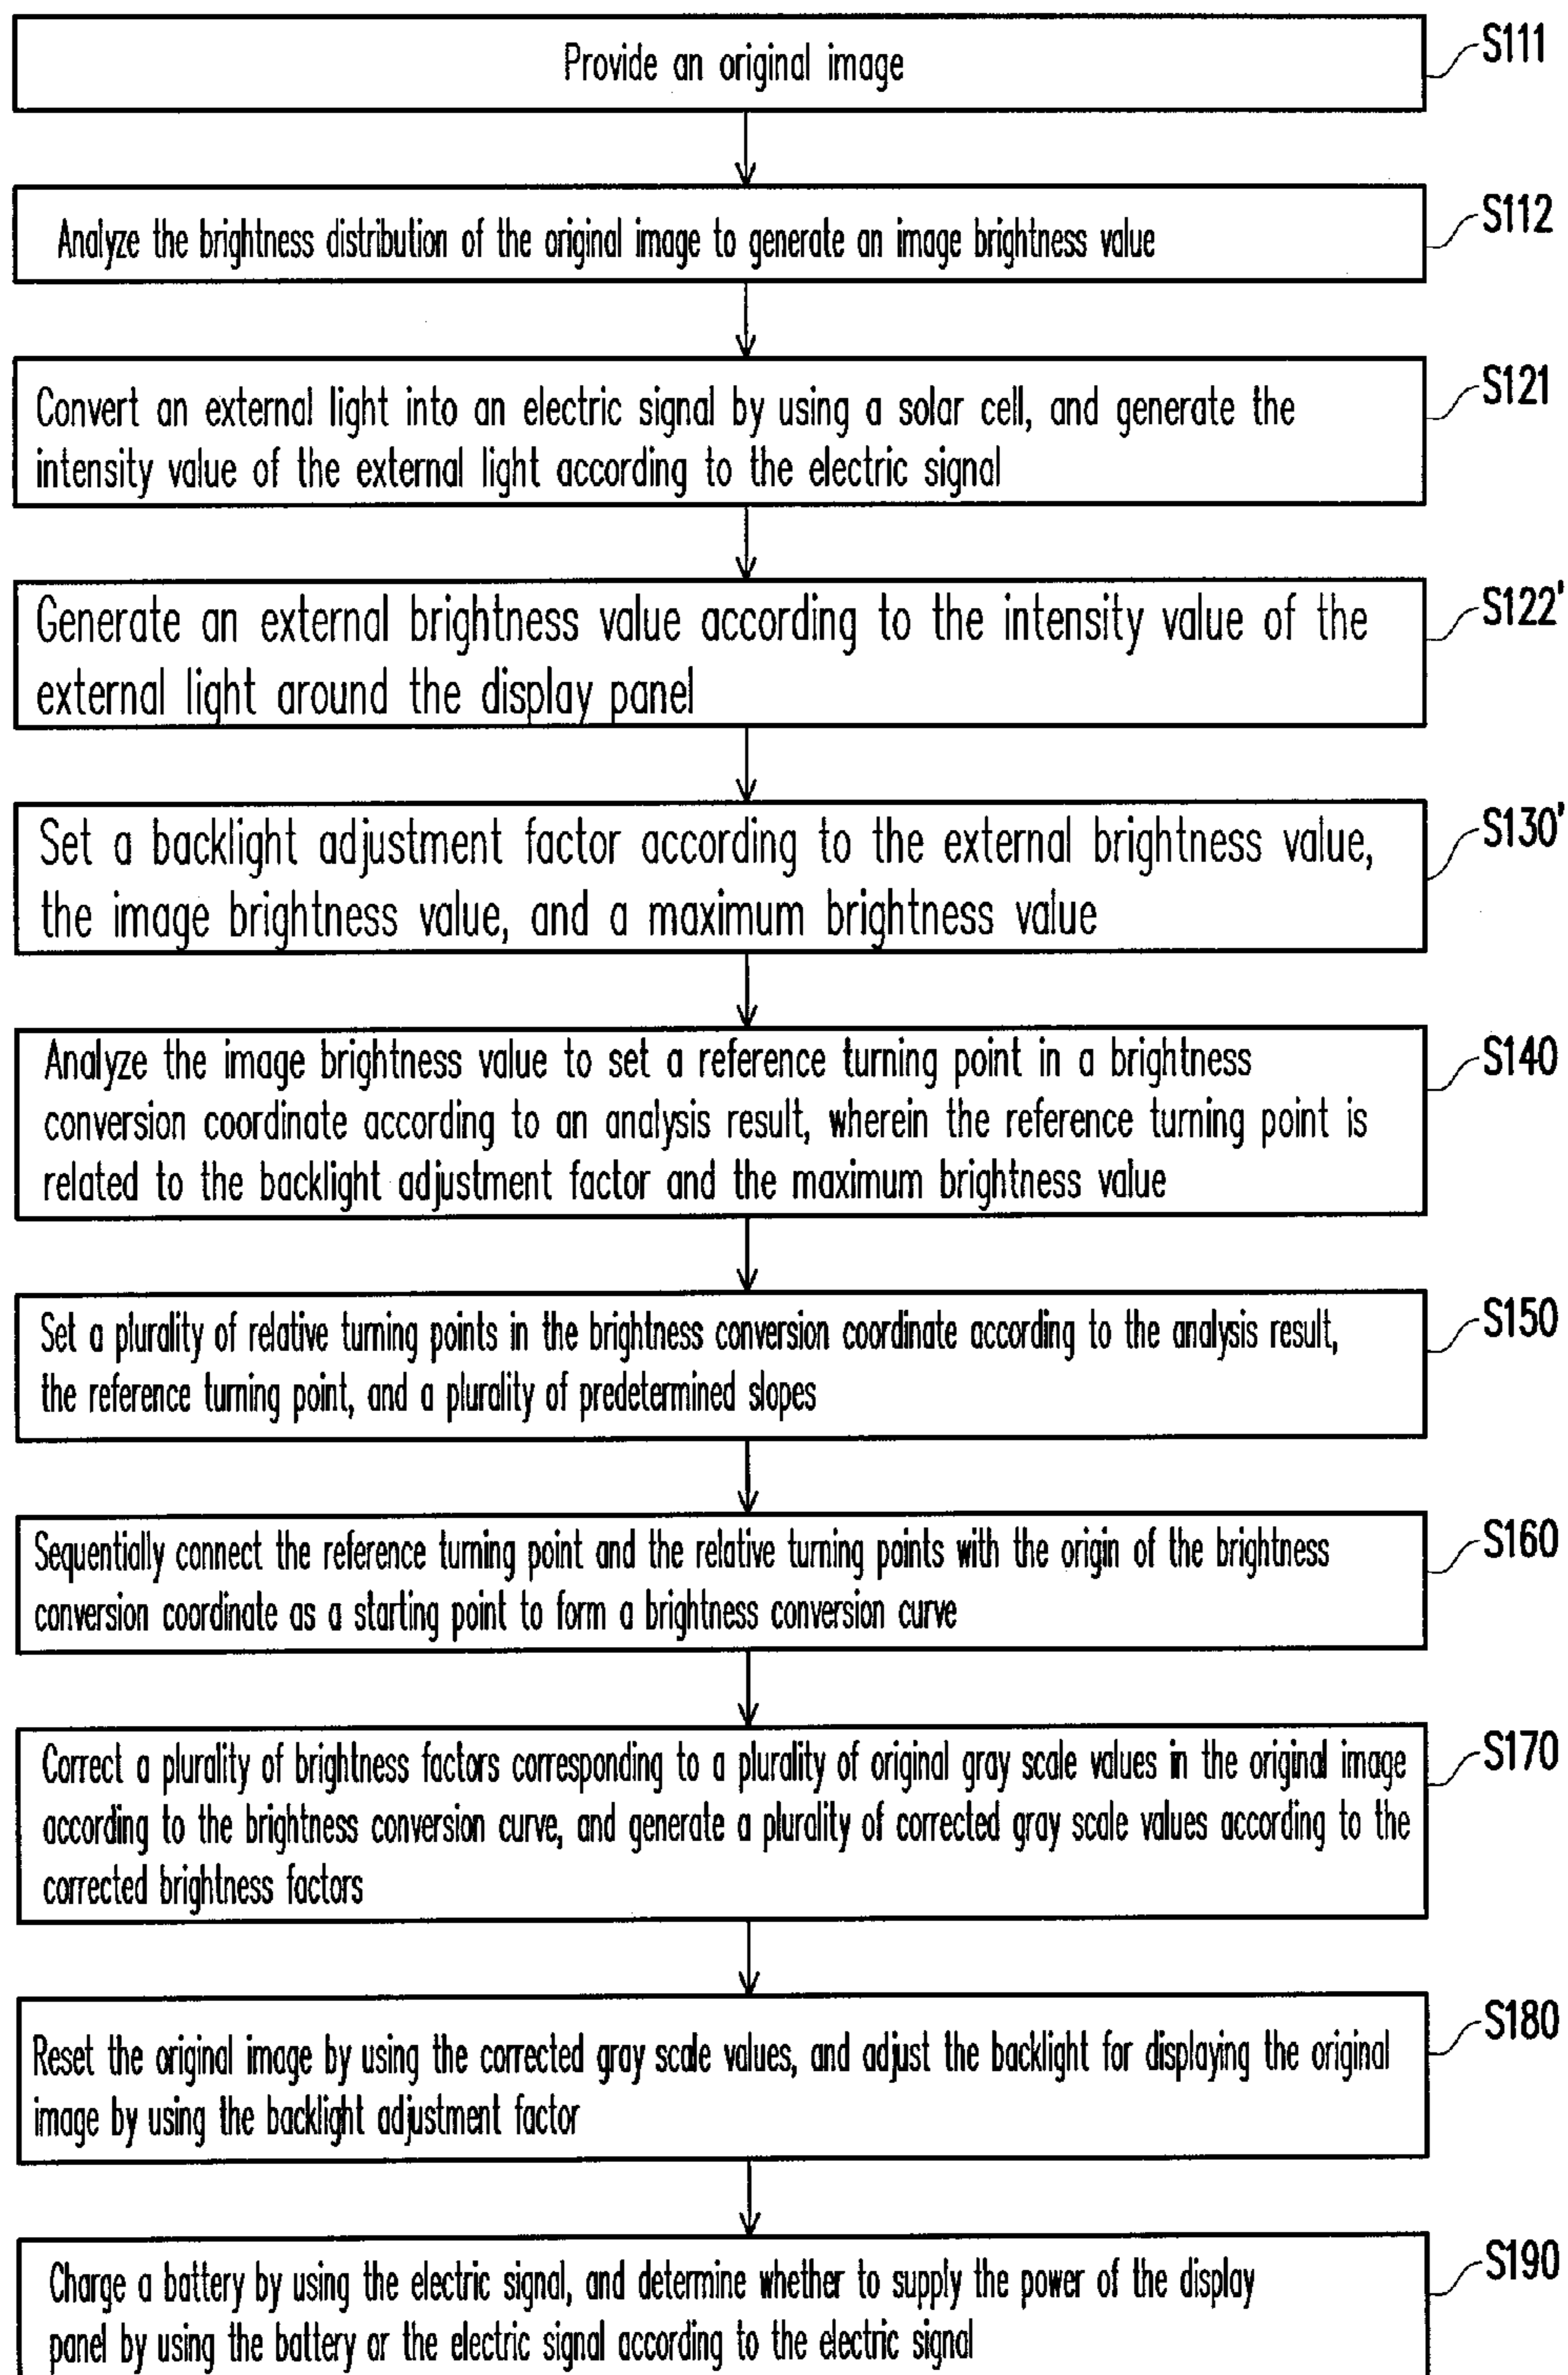 Provide an original image
S111
Analyze the brightness distribution of the original image to generate an image brightness value
S112
Convert an external light into an electric signal by using a solar cell, and generate the
intensity value of the external light according to the electric signal
S121
Generate an external brightness value according to the intensity value of the
external light around the display panel
S122'
Set a backlight adjustment factor according to the external brightness value,
the image brightness value, and a maximum brightness value
S130'
Analyze the image brightness value to set a reference turning point in a brightness
conversion coordinate according to an analysis result, wherein the reference turning point is
related to the backlight adjustment factor and the maximum brightness value
S140
Set a plurality of relative turning points in the brightness conversion coordinate according to the analysis result,
the reference turning point, and a plurality of predetermined slopes
S150
Sequentially connect the reference turning point and the relative turning points with the origin of the brightness
conversion coordinate as a starting point to form a brightness conversion curve
S160
Correct a plurality of brightness factors corresponding to a plurality of original gray scale values in the original image
according to the brightness conversion curve, and generate a plurality of corrected gray scale values according to the
corrected brightness factors
S170
Reset the original image by using the corrected gray scale values, and adjust the backlight for displaying the original
image by using the backlight adjustment factor
S180
Charge a battery by using the electric signal, and determine whether to supply the power of the display
panel by using the battery or the electric signal according to the electric signal
S190